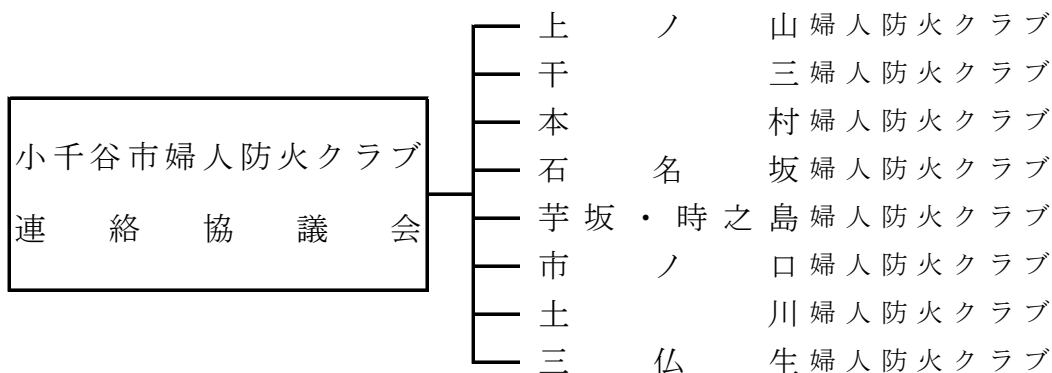 小千谷市婦人防火クラブ
連絡協議会
上ノ山婦人防火クラブ
干三婦人防火クラブ
本村婦人防火クラブ
石名坂婦人防火クラブ
芋坂・時之島婦人防火クラブ
市ノ口婦人防火クラブ
土川婦人防火クラブ
三仏生婦人防火クラブ